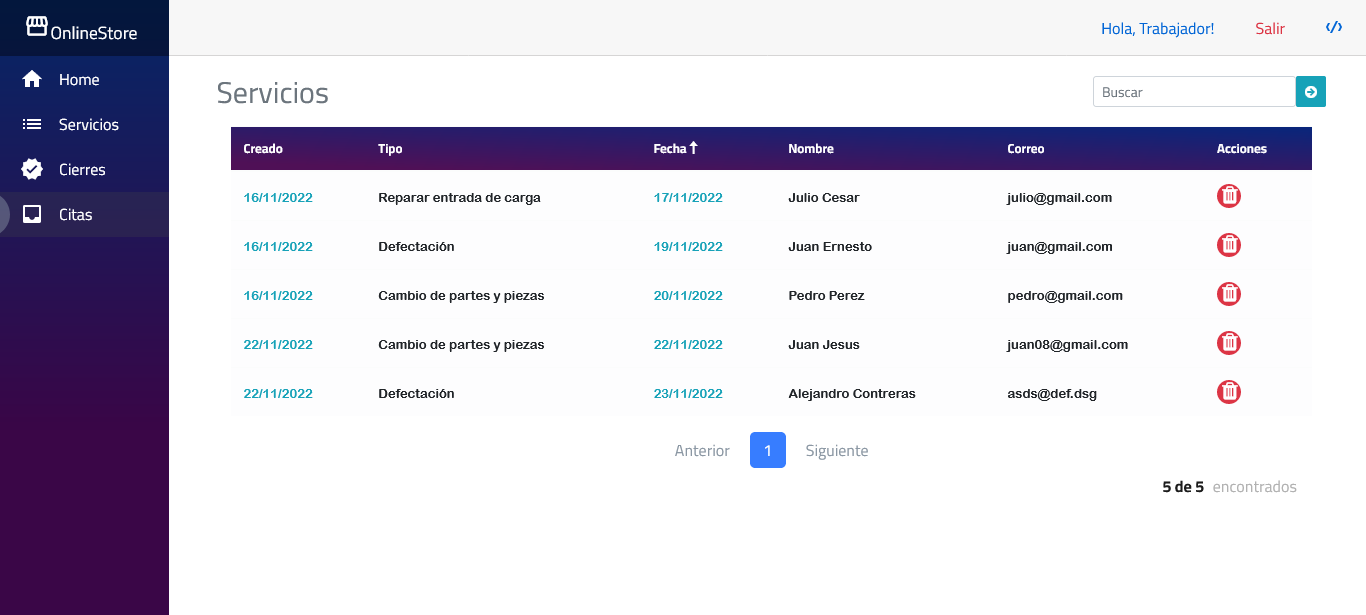 OnlineStore
Hola, Trabajador! Salir
Home
Servicios
Cierres
Citas
Servicios
Buscar
Creado Tipo Fecha Nombre Correo Acciones
16/11/2022 Reparar entrada de carga 17/11/2022 Julio Cesar julio@gmail.com
16/11/2022 Defectación 19/11/2022 Juan Ernesto juan@gmail.com
16/11/2022 Cambio de partes y piezas 20/11/2022 Pedro Perez pedro@gmail.com
22/11/2022 Cambio de partes y piezas 22/11/2022 Juan Jesus juan08@gmail.com
22/11/2022 Defectación 23/11/2022 Alejandro Contreras asds@def.dsg
Anterior 1 Siguiente
5 de 5 encontrados